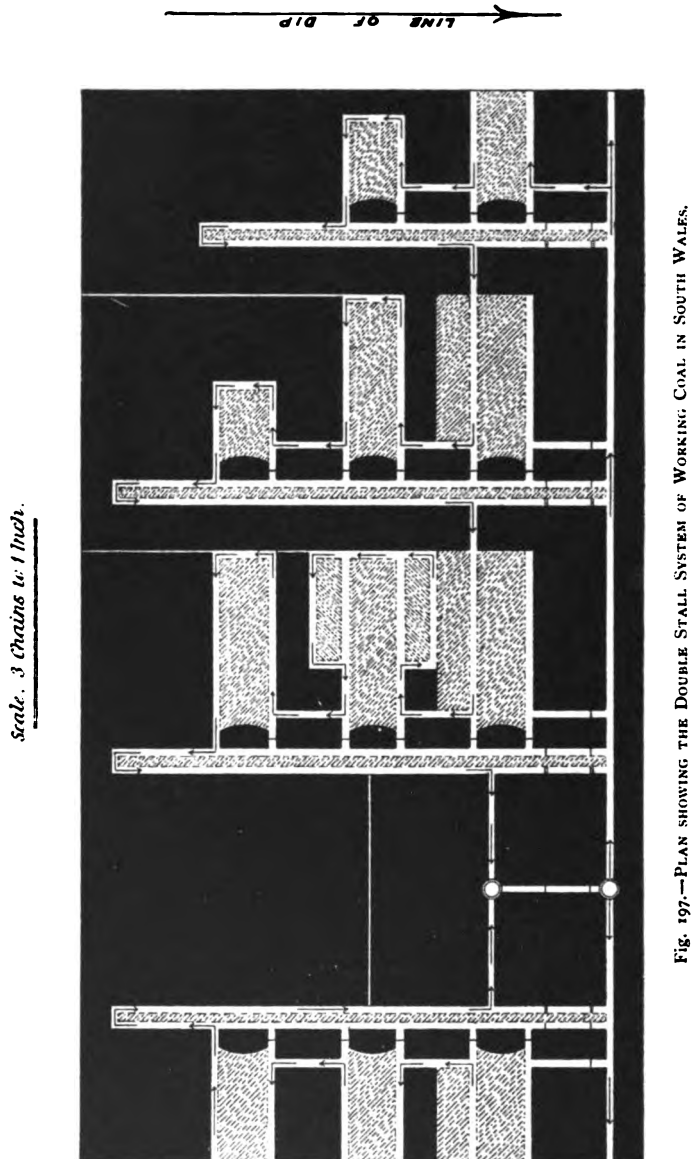 LINE OF DIP
Scale. 3 Chains to 1 Inch.
Fig. 197.—PLAN SHOWING THE DOUBLE STALL SYSTEM OF WORKING COAL IN SOUTH WALES.